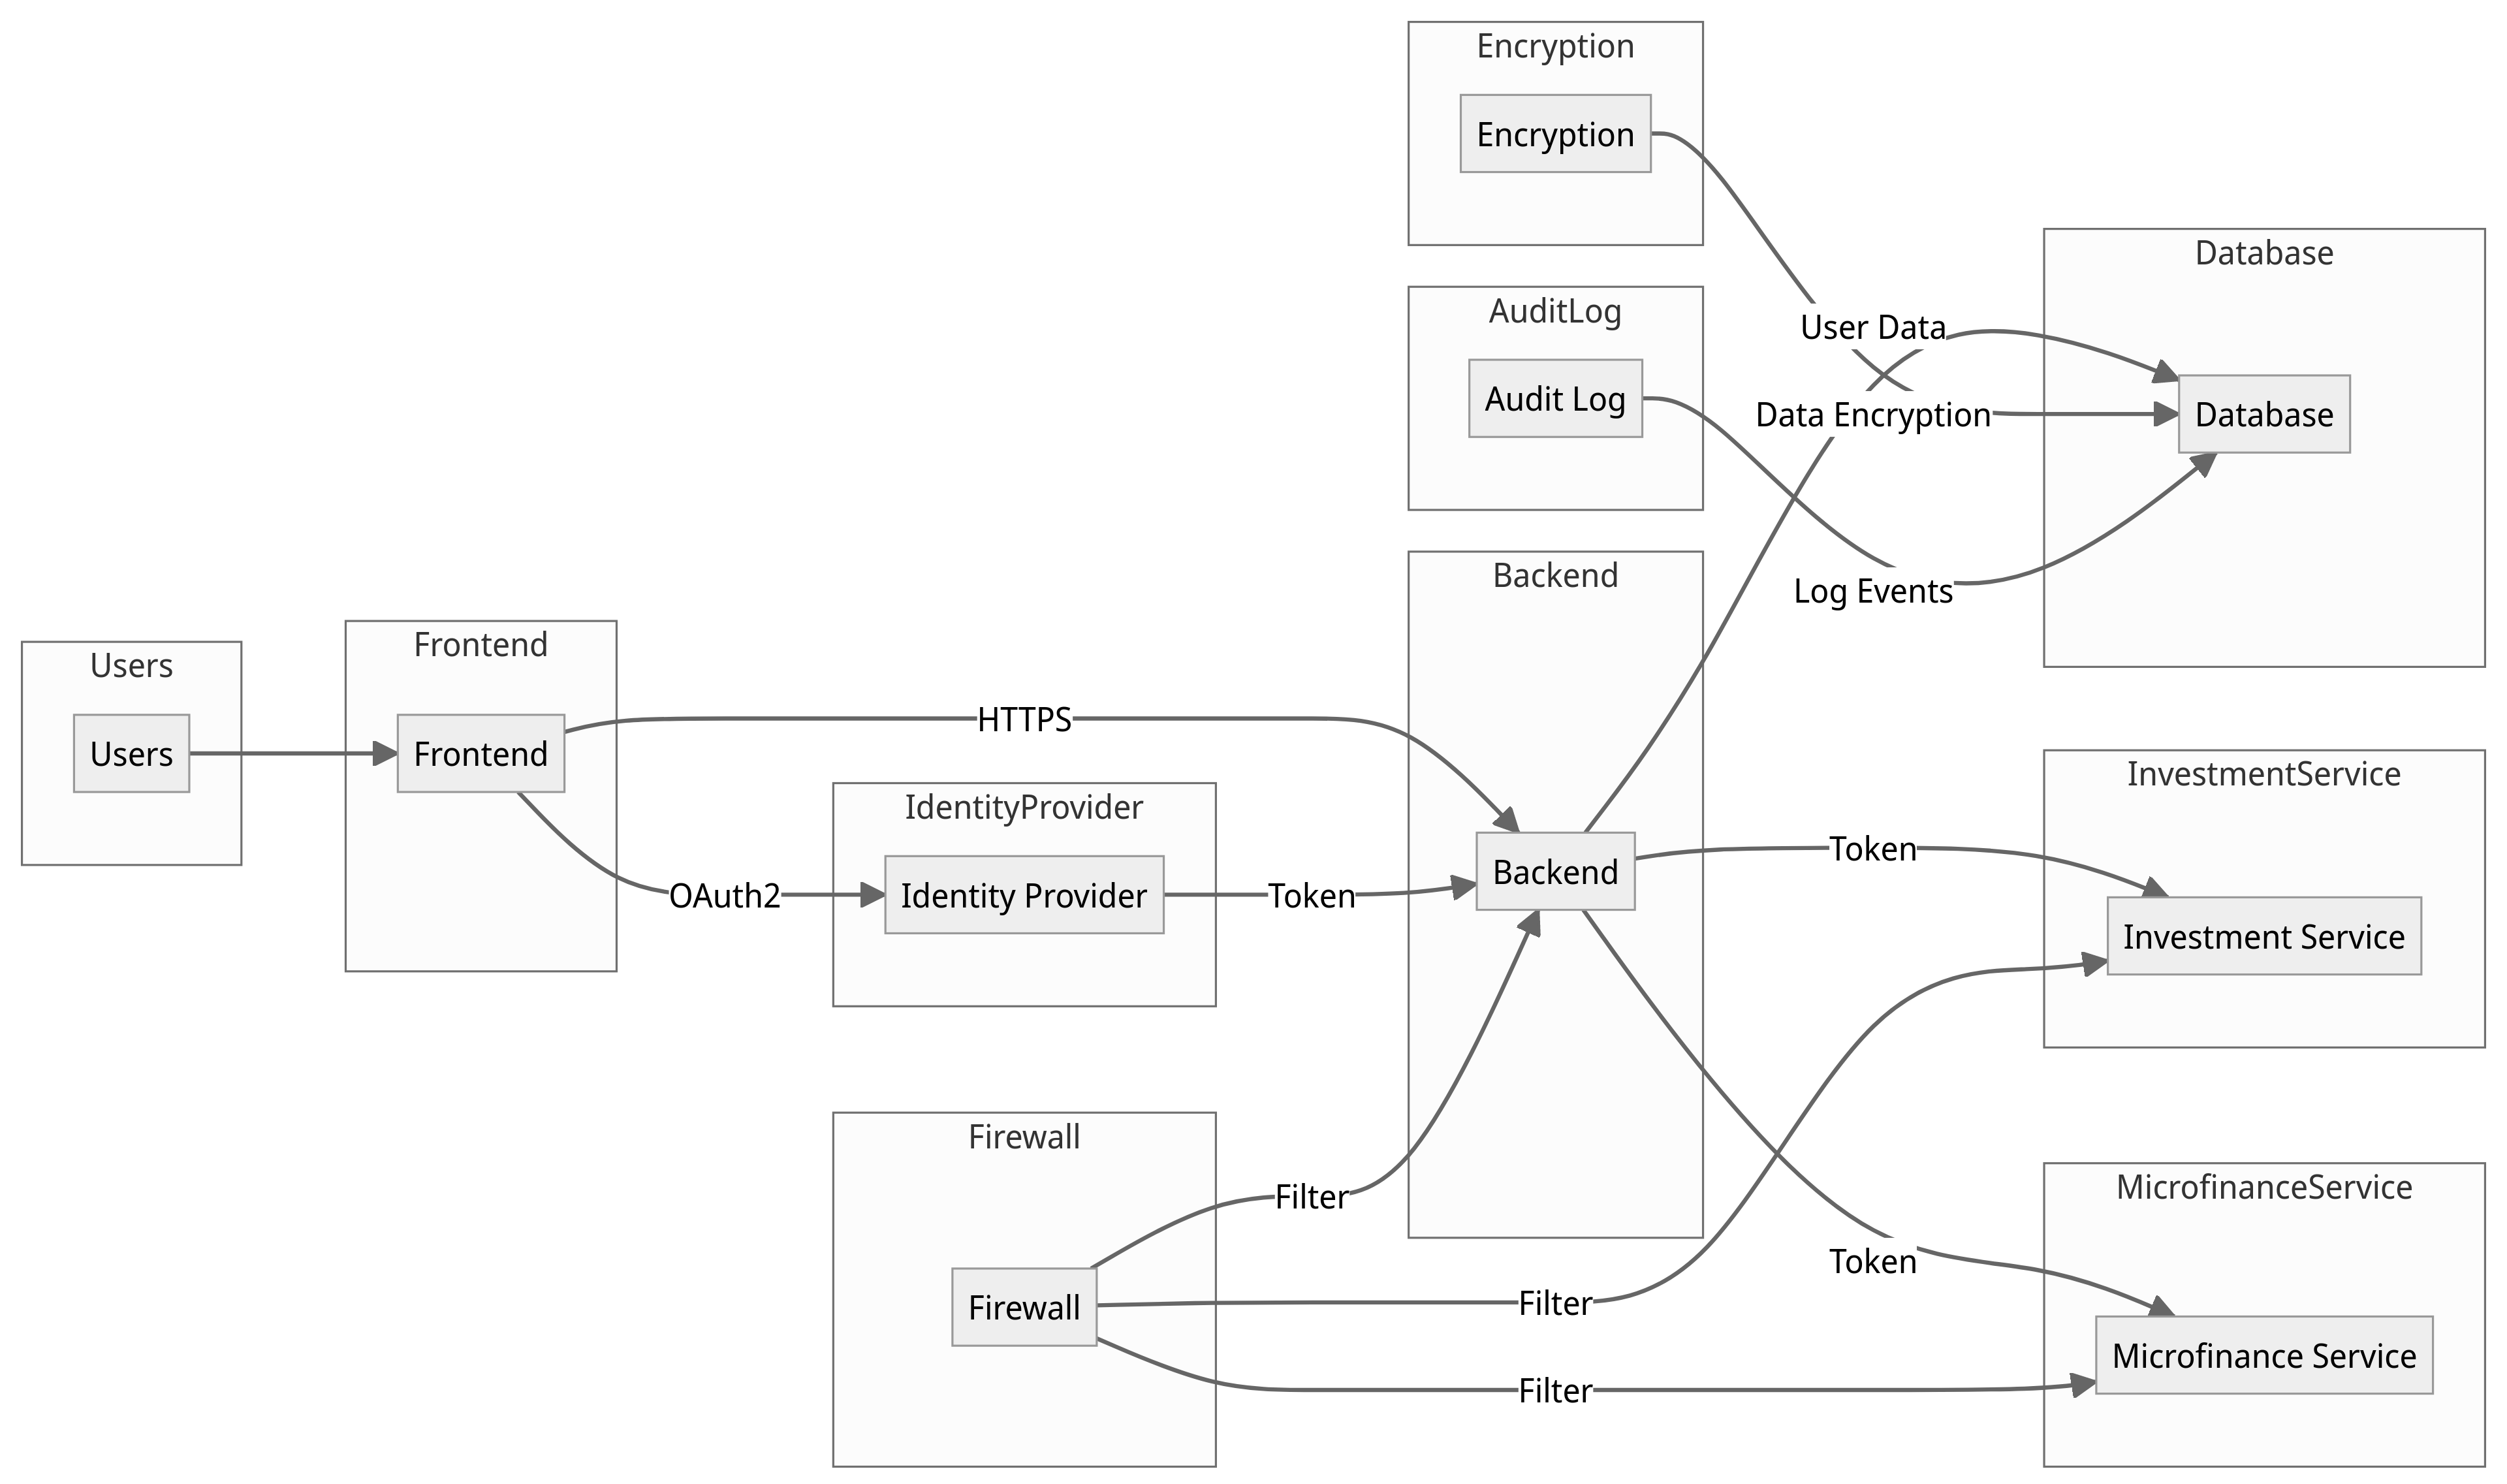 Encryption
Encryption
Database
AuditLog
User Data
Audit Log
Data Encryption
Database
Backend
Log Events
Frontend
Users
HTTPS
Users
Frontend
InvestmentService
IdentityProvider
Token
Backend
OAuth2
Identity Provider
Token
Investment Service
Firewall
MicrofinanceService
Filter
Token
Firewall
Filter
Microfinance Service
Filter